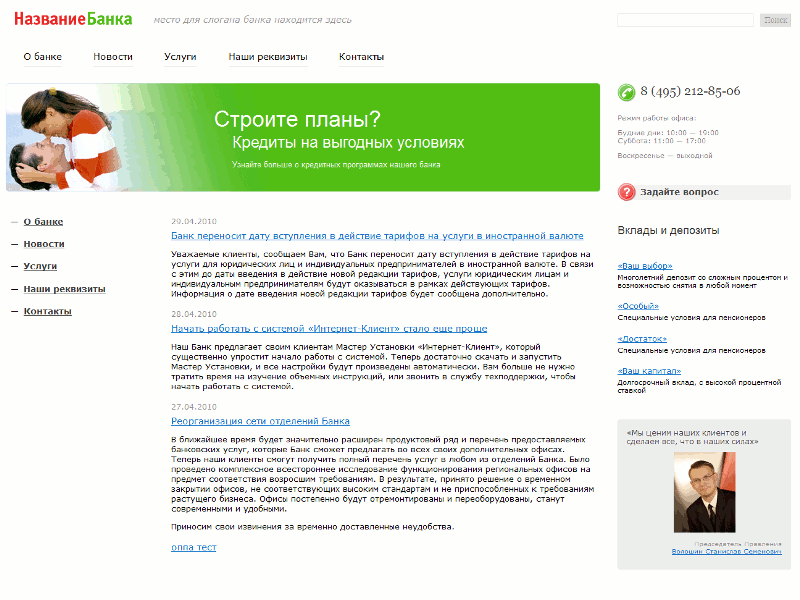 НазваниеБанка
место для слогана банка находится здесь
Поиск
О банке
Новости
Услуги
Наши реквизиты
Контакты
Строите планы?
Кредиты на выгодных условиях
Узнайте больше о кредитных программах нашего банка
8 (495) 212-85-06
Режим работы офиса:
Будние дни: 10:00 — 19:00
Суббота: 11:00 — 17:00
Воскресенье — выходной
Задайте вопрос
— О банке
— Новости
— Услуги
— Наши реквизиты
— Контакты
29.04.2010
Банк переносит дату вступления в действие тарифов на услуги в иностранной валюте
Уважаемые клиенты, сообщаем Вам, что Банк переносит дату вступления в действие тарифов на
услуги для юридических лиц и индивидуальных предпринимателей в иностранной валюте. В связи
с этим до даты введения в действие новой редакции тарифов, услуги юридическим лицам и
индивидуальным предпринимателям будут оказываться в рамках действующих тарифов.
Информация о дате введения новой редакции тарифов будет сообщена дополнительно.
28.04.2010
Начать работать с системой «Интернет-Клиент» стало еще проще
Наш Банк предлагает своим клиентам Мастер Установки «Интернет-Клиент», который
существенно упростит начало работы с системой. Теперь достаточно скачать и запустить
Мастер Установки, и все настройки будут произведены автоматически. Вам больше не нужно
тратить время на изучение объемных инструкций, или звонить в службу техподдержки, чтобы
начать работать с системой.
27.04.2010
Реорганизация сети отделений Банка
В ближайшее время будет значительно расширен продуктовый ряд и перечень предоставляемых
банковских услуг, которые Банк сможет предлагать во всех своих дополнительных офисах.
Теперь наши клиенты смогут получить полный перечень услуг в любом из отделений Банка. Было
проведено комплексное всестороннее исследование функционирования региональных офисов на
предмет соответствия возросшим требованиям. В результате, принято решение о временном
закрытии офисов, не соответствующих высоким стандартам и не приспособленных к требованиям
растущего бизнеса. Офисы постепенно будут отремонтированы и переоборудованы, станут
современными и удобными.
Приносим свои извинения за временно доставленные неудобства.
оппа тест
Вклады и депозиты
«Ваш выбор»
Многолетний депозит со сложным процентом и
возможностью снятия в любой момент
«Особый»
Специальные условия для пенсионеров
«Достаток»
Специальные условия для пенсионеров
«Ваш капитал»
Долгосрочный вклад, с высокой процентной
ставкой
«Мы ценим наших клиентов и
сделаем все, что в наших силах»
Председатель Правления
Волошин Станислав Семенович